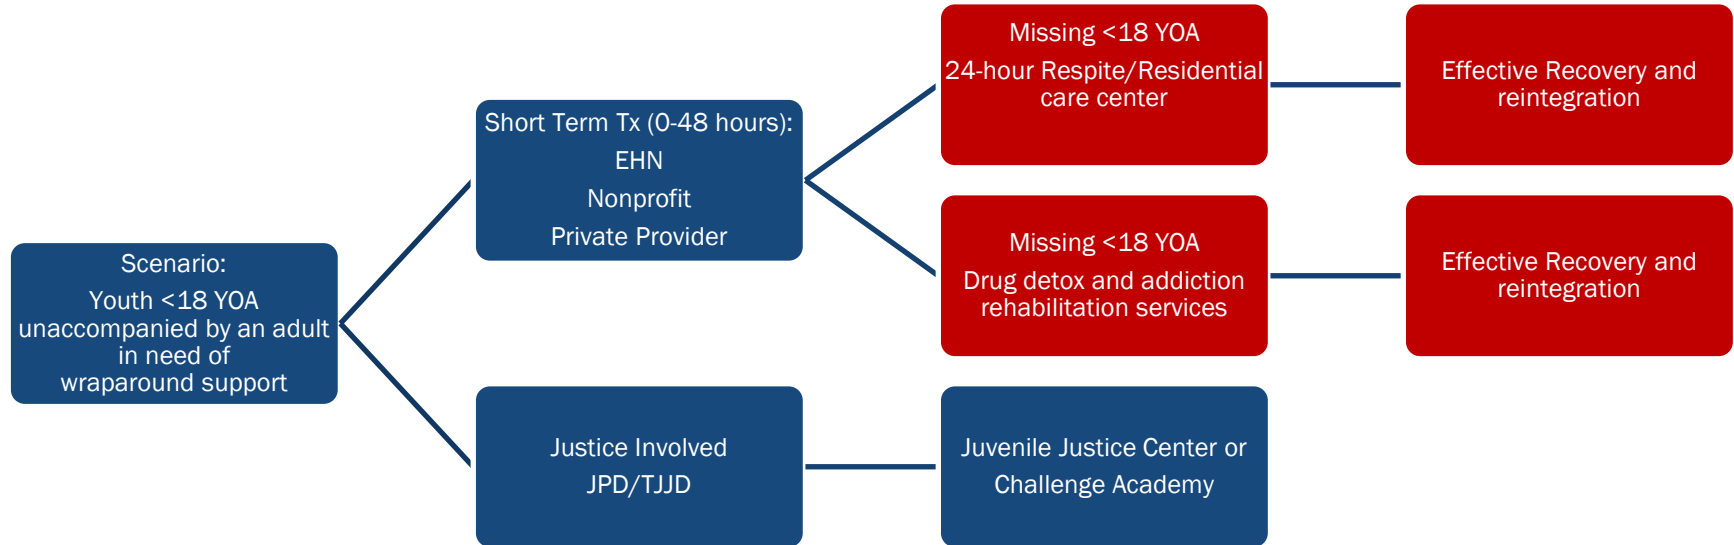 Scenario:
Youth <18 YOA
unaccompanied by an adult
in need of
wraparound support
Short Term Tx (0-48 hours):
EHN
Nonprofit
Private Provider
Missing <18 YOA
24-hour Respite/Residential
care center
Effective Recovery and
reintegration
Missing <18 YOA
Drug detox and addiction
rehabilitation services
Effective Recovery and
reintegration
Justice Involved
JPD/TJJD
Juvenile Justice Center or
Challenge Academy